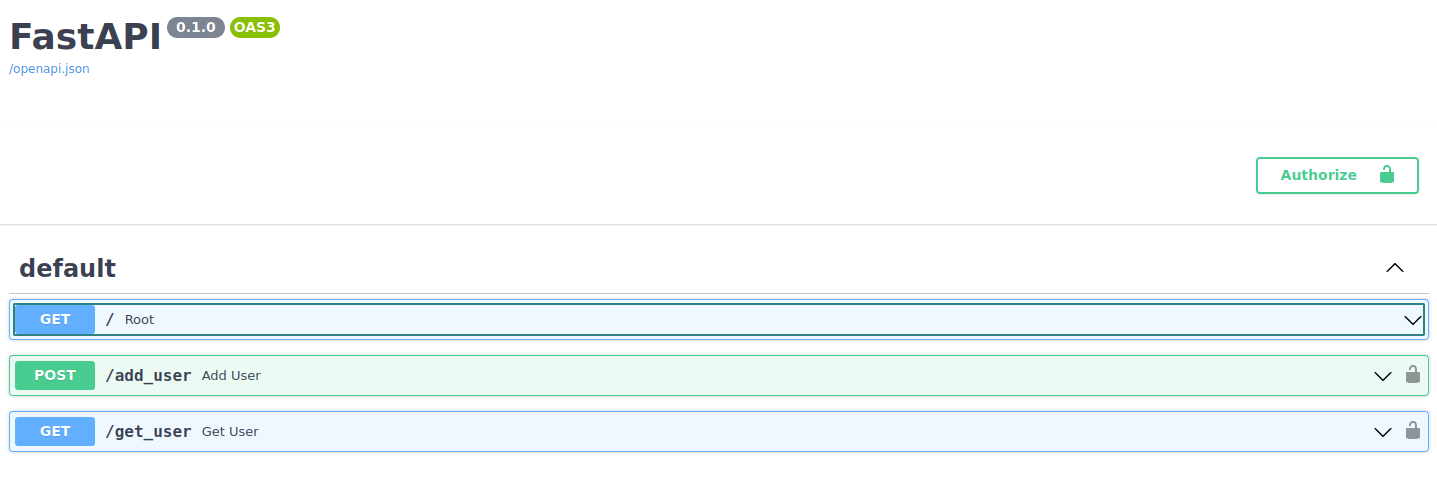 FastAPI 0.1.0 OAS3
/openapi.json
Authorize
default
GET / Root
POST /add_user Add User
GET /get_user Get User